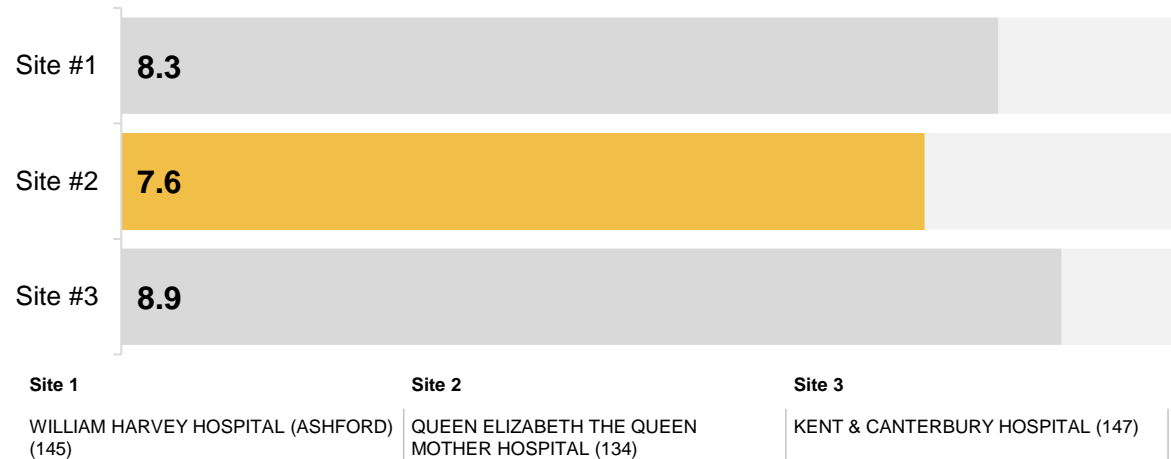 Site #1
8.3
Site #2
7.6
Site #3
8.9
Site 1
Site 2
Site 3
WILLIAM HARVEY HOSPITAL (ASHFORD)
(145)
QUEEN ELIZABETH THE QUEEN
MOTHER HOSPITAL (134)
KENT & CANTERBURY HOSPITAL (147)